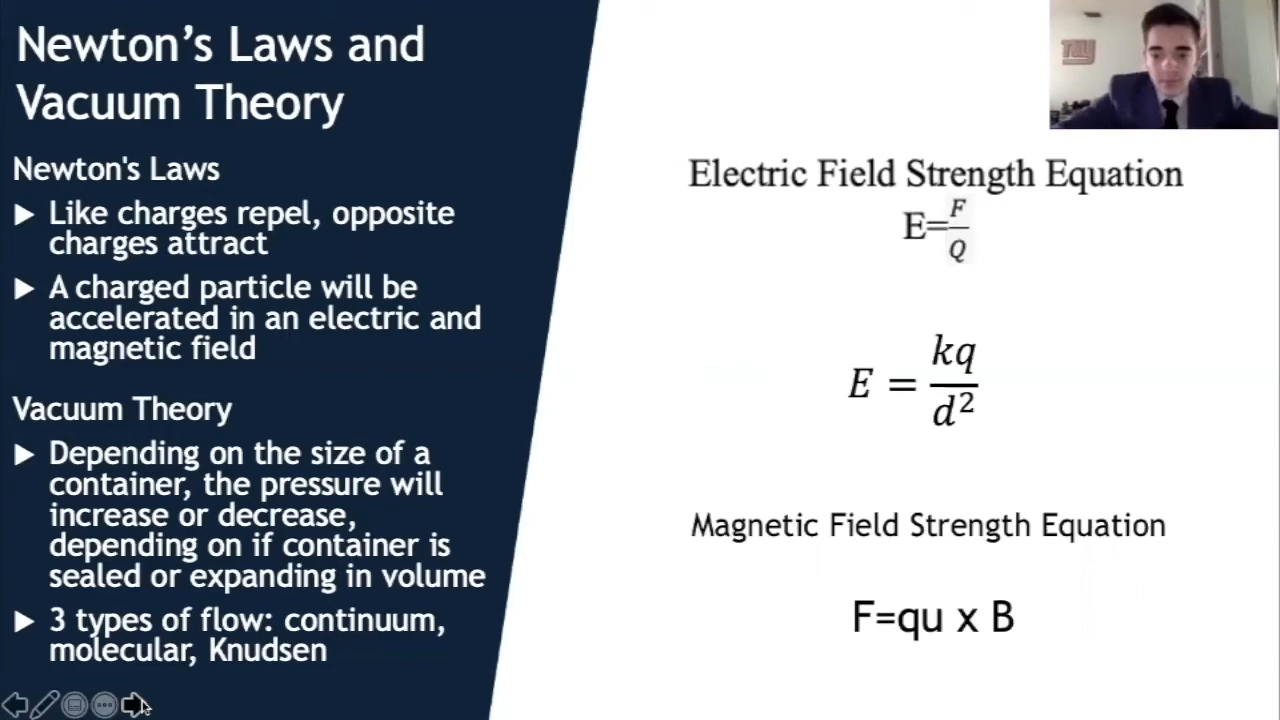 Newton’s Laws and
Vacuum Theory
Newton's Laws
Like charges repel, opposite
charges attract
A charged particle will be
accelerated in an electric and
magnetic field
Vacuum Theory
Depending on the size of a
container, the pressure will
increase or decrease,
depending on if container is
sealed or expanding in volume
3 types of flow: continuum,
molecular, Knudsen
Electric Field Strength Equation
E=F/Q
E = kq/d²
Magnetic Field Strength Equation
F=qu x B